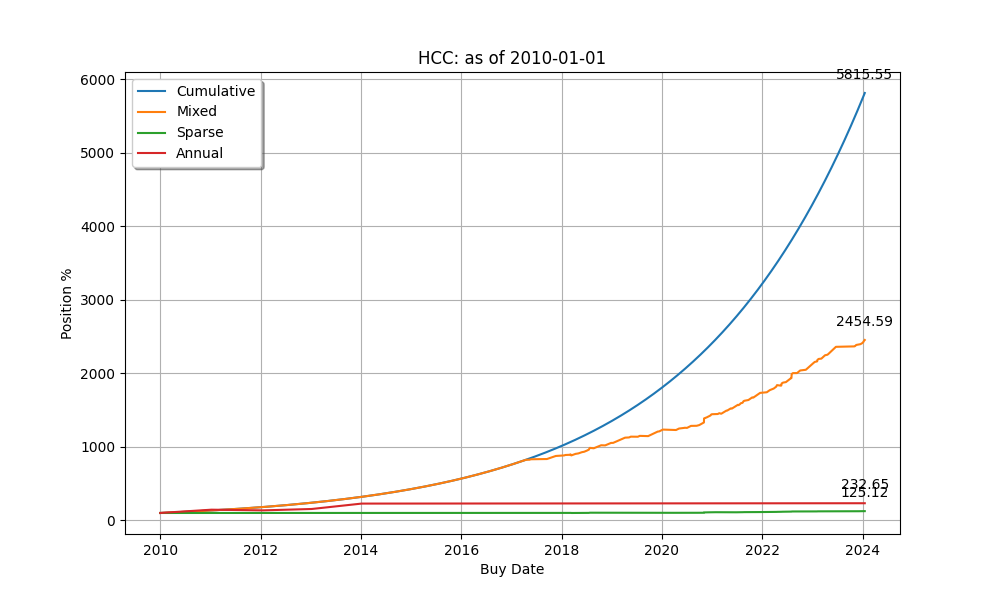 HCC: as of 2010-01-01
5815.55
6000
Cumulative
Mixed
Sparse
Annual
5000
4000
Position %
3000
2454.59
2000
1000
232.65
125.12
0
2010 2012 2014 2016 2018 2020 2022 2024
Buy Date